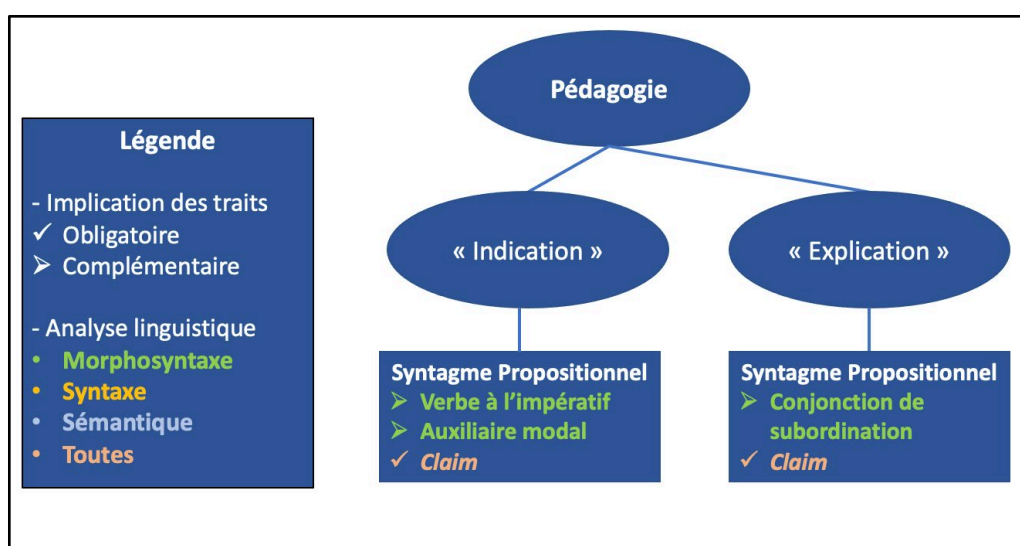 Pédagogie
Légende
- Implication des traits
✓ Obligatoire
➢ Complémentaire
- Analyse linguistique
• Morphosyntaxe
• Syntaxe
• Sémantique
• Toutes
« Indication »
« Explication »
Syntagme Propositionnel
➢ Verbe à l'impératif
➢ Auxiliaire modal
✓ Claim
Syntagme Propositionnel
➢ Conjonction de
subordination
✓ Claim